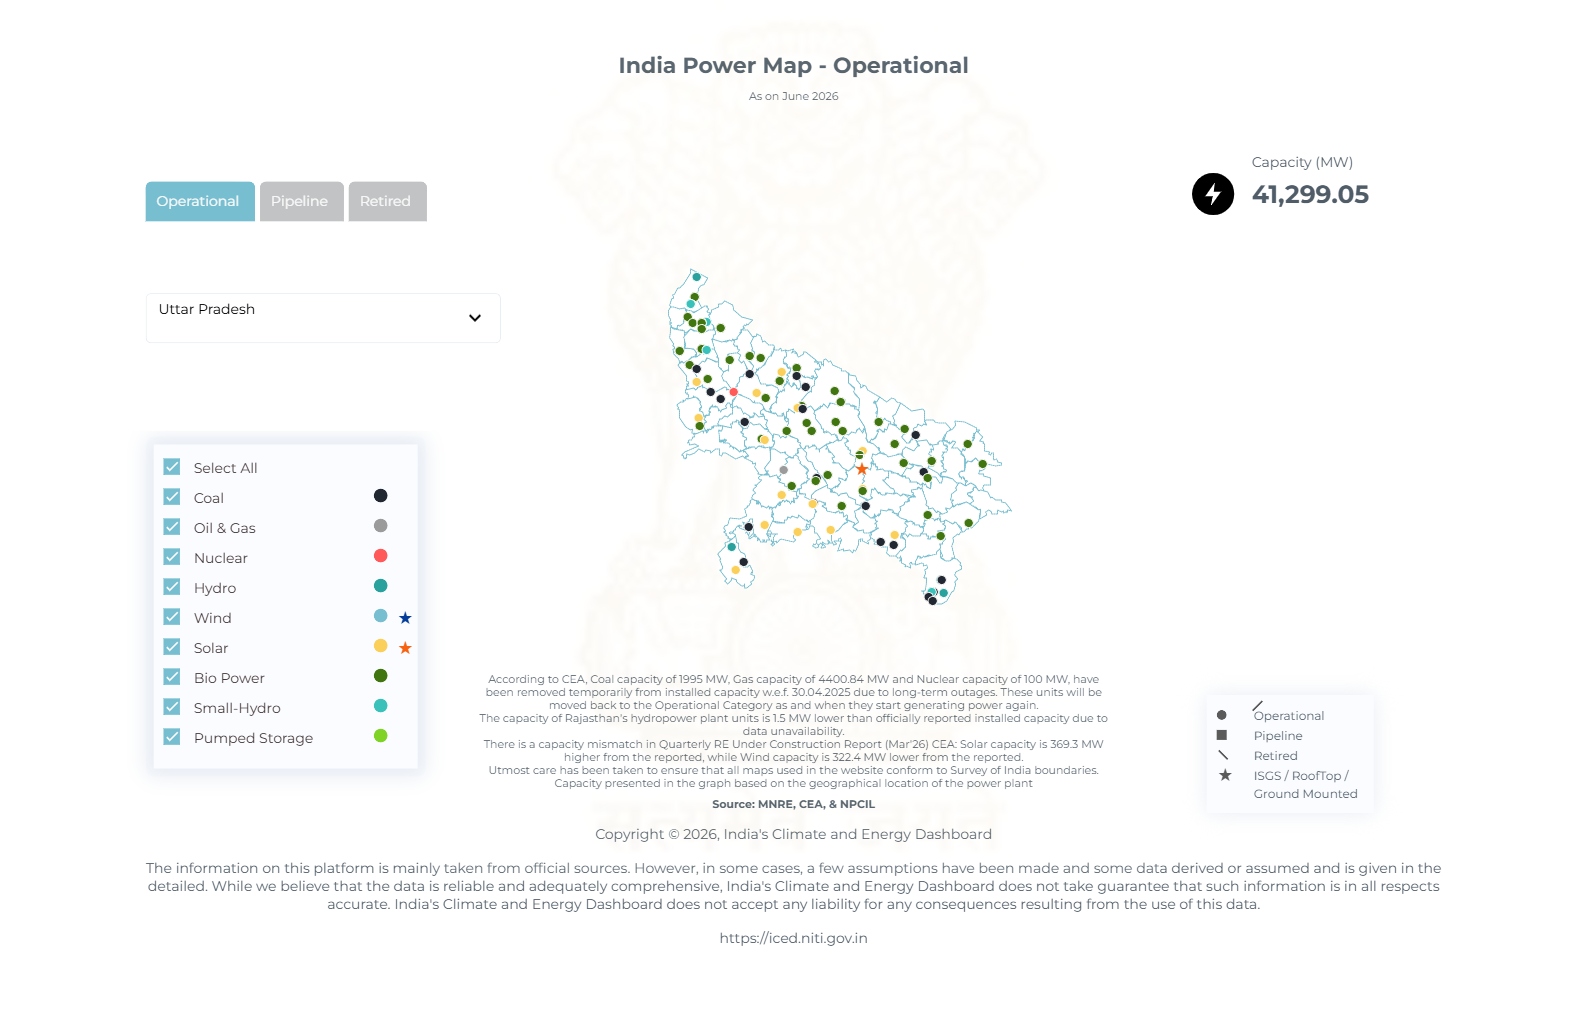 India Power Map - Operational
As on June 2026
Capacity (MW)
41,299.05
Operational
Pipeline
Retired
Uttar Pradesh
Select All
Coal
Oil & Gas
Nuclear
Hydro
Wind
Solar
Bio Power
Small-Hydro
Pumped Storage
According to CEA, Coal capacity of 1995 MW, Gas capacity of 4400.84 MW and Nuclear capacity of 100 MW, have
been removed temporarily from installed capacity w.e.f. 30.04.2025 due to long-term outages. These units will be
moved back to the Operational Category as and when they start generating power again.
The capacity of Rajasthan's hydropower plant units is 1.5 MW lower than officially reported installed capacity due to
data unavailability.
There is a capacity mismatch in Quarterly RE Under Construction Report (Mar'26) CEA: Solar capacity is 369.3 MW
higher from the reported, while Wind capacity is 322.4 MW lower from the reported.
Utmost care has been taken to ensure that all maps used in the website conform to Survey of India boundaries.
Capacity presented in the graph based on the geographical location of the power plant
Source: MNRE, CEA, & NPCIL
Operational
Pipeline
Retired
ISGS / RoofTop /
Ground Mounted
Copyright © 2026, India's Climate and Energy Dashboard
The information on this platform is mainly taken from official sources. However, in some cases, a few assumptions have been made and some data derived or assumed and is given in the
detailed. While we believe that the data is reliable and adequately comprehensive, India's Climate and Energy Dashboard does not take guarantee that such information is in all respects
accurate. India's Climate and Energy Dashboard does not accept any liability for any consequences resulting from the use of this data.
https://iced.niti.gov.in